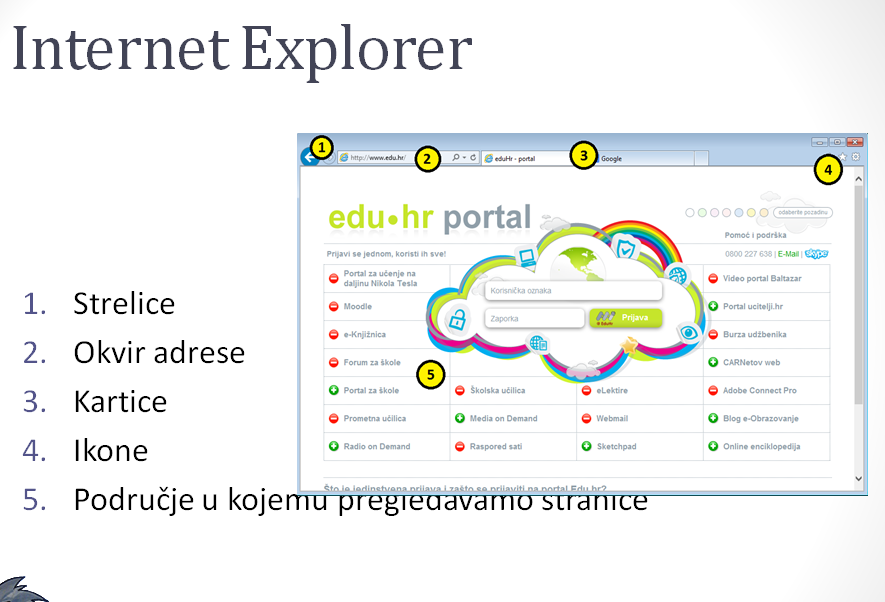 Internet Explorer
1
2
3
4
http://www.edu.hr/
eduHr - portal
Google
edu•hr portal
odaberite pozadinu
Pomoć i podrška
Prijavi se jednom, koristi ih sve!
0800 227 638 | E-Mail | Skype
Portal za učenje na
daljinu Nikola Tesla
Korisnička oznaka
Video portal Baltazar
Moodle
Zaporka
Prijava
Portal ucitelji.hr
e-Knjižnica
Burza udžbenika
Forum za škole
CARNetov web
5
Portal za škole
Školska učilica
eLektire
Adobe Connect Pro
Prometna učilica
Media on Demand
Webmail
Blog e-Obrazovanje
Radio on Demand
Raspored sati
Sketchpad
Online enciklopedija
Što je jedinstvena prijava i zašto se prijaviti na portal Edu.hr?
1. Strelice
2. Okvir adrese
3. Kartice
4. Ikone
5. Područje u kojemu pregledavamo stranice